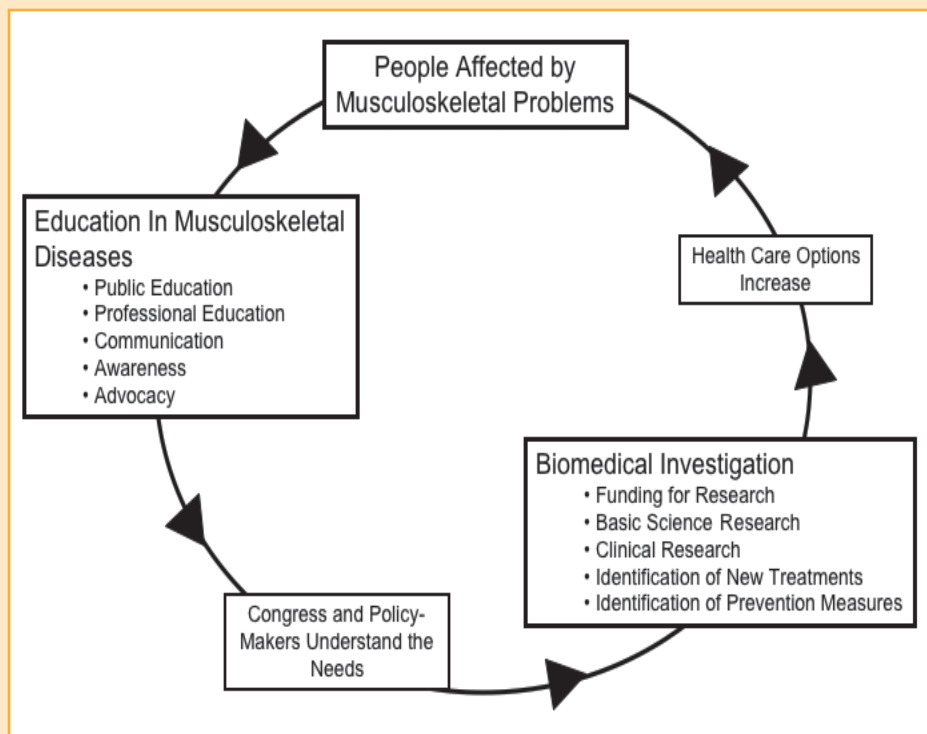 People Affected by
Musculoskeletal Problems
Education In Musculoskeletal
Diseases
• Public Education
• Professional Education
• Communication
• Awareness
• Advocacy
Congress and Policy-
Makers Understand the
Needs
Biomedical Investigation
• Funding for Research
• Basic Science Research
• Clinical Research
• Identification of New Treatments
• Identification of Prevention Measures
Health Care Options
Increase